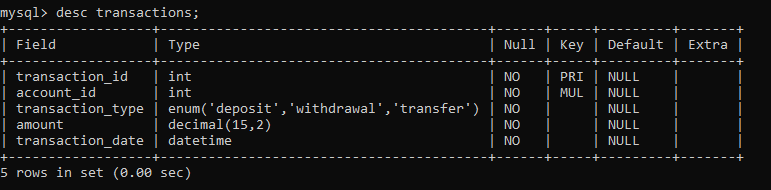 mysql> desc transactions;
+------------------+---------------------------------------+------+-----+---------+-------+
| Field            | Type                                  | Null | Key | Default | Extra |
+------------------+---------------------------------------+------+-----+---------+-------+
| transaction_id   | int                                   | NO   | PRI | NULL    |       |
| account_id       | int                                   | NO   | MUL | NULL    |       |
| transaction_type | enum('deposit','withdrawal','transfer') | NO   |     | NULL    |       |
| amount           | decimal(15,2)                         | NO   |     | NULL    |       |
| transaction_date | datetime                              | NO   |     | NULL    |       |
+------------------+---------------------------------------+------+-----+---------+-------+
5 rows in set (0.00 sec)